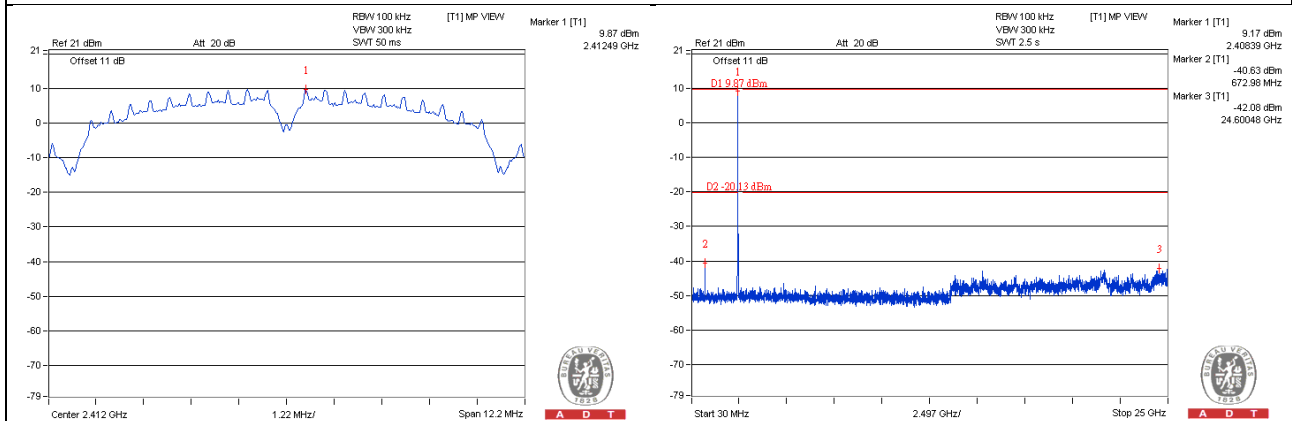 RBW 100 kHz
VBW 300 kHz
SWT 50 ms
[T1] MP VIEW
Ref 21 dBm
Att 20 dB
Offset 11 dB
Marker 1 [T1]
9.87 dBm
2.41249 GHz
21
10
0
-10
-20
-30
-40
-50
-60
-70
-79
1
Center 2.412 GHz
1.22 MHz/
Span 12.2 MHz
BUREAU VERITAS
1828
A D T
RBW 100 kHz
VBW 300 kHz
SWT 2.5 s
[T1] MP VIEW
Ref 21 dBm
Att 20 dB
Offset 11 dB
Marker 1 [T1]
9.17 dBm
2.40839 GHz
Marker 2 [T1]
-40.63 dBm
672.98 MHz
Marker 3 [T1]
-42.08 dBm
24.60048 GHz
21
10
0
-10
-20
-30
-40
-50
-60
-70
-79
1
D1 9.87 dBm
D2 -20.13 dBm
2
3
Start 30 MHz
2.497 GHz/
Stop 25 GHz
BUREAU VERITAS
1828
A D T